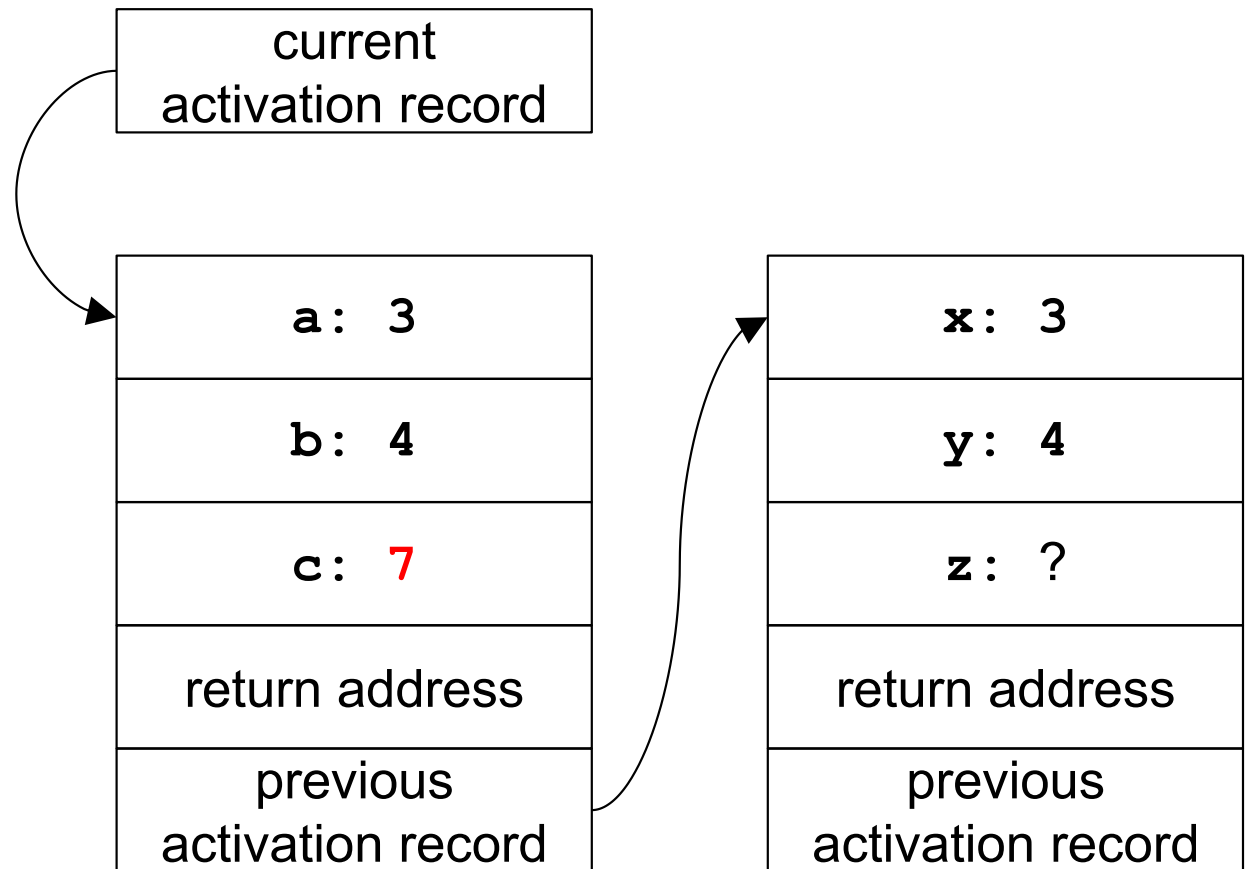 current
activation record
a: 3
b: 4
c: 7
return address
previous
activation record
x: 3
y: 4
z: ?
return address
previous
activation record